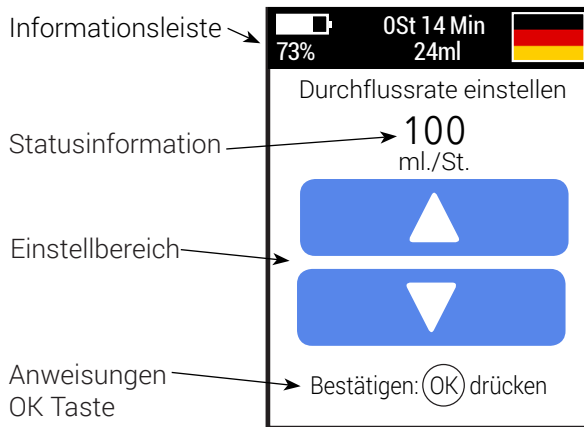 Informationsleiste
73%
0St 14 Min
24ml
Durchflussrate einstellen
Statusinformation
100
ml./St.
Einstellbereich
Anweisungen
OK Taste
Bestätigen: OK drücken